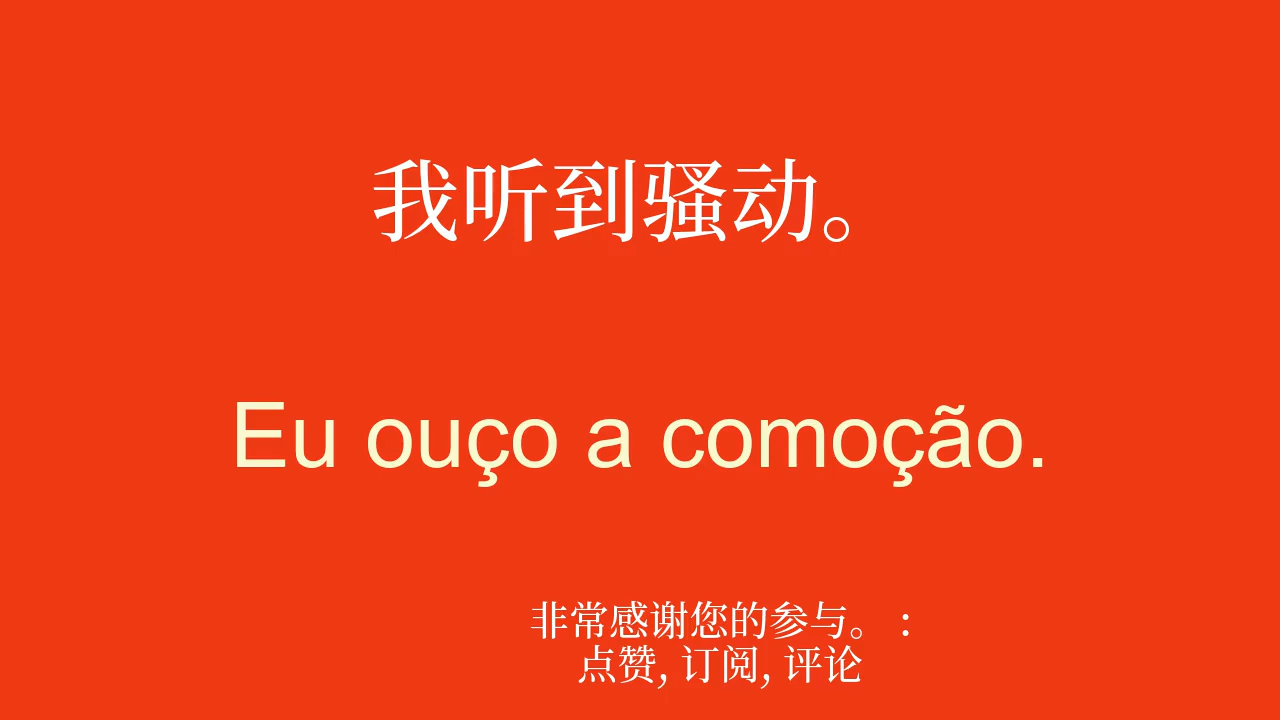 我听到骚动。
Eu ouço a comoção.
非常感谢您的参与。 :
点赞, 订阅, 评论